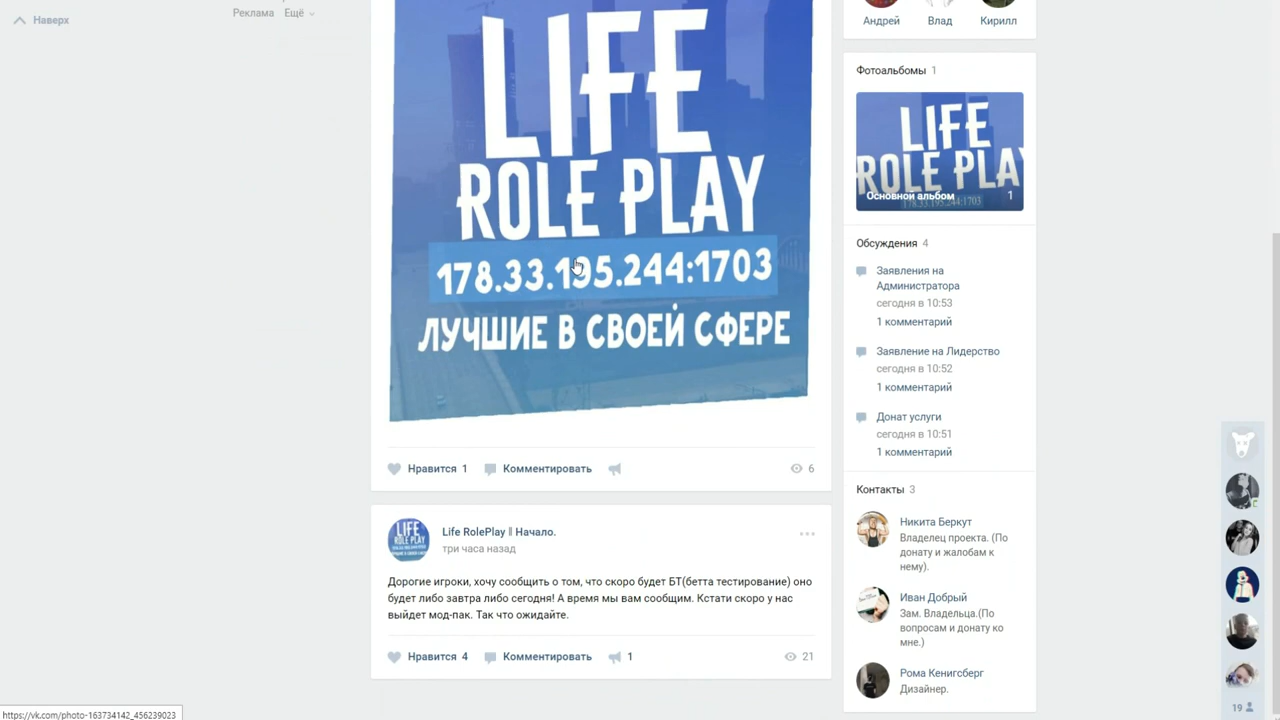 Наверх
Реклама Ещё
LIFE
ROLE PLAY
178.33.195.244:1703
ЛУЧШИЕ В СВОЕЙ СФЕРЕ
Нравится 1 Комментировать 6
Life RolePlay || Начало.
три часа назад
Дорогие игроки, хочу сообщить о том, что скоро будет БТ(бетта тестирование) оно
будет либо завтра либо сегодня! А время мы вам сообщим. Кстати скоро у нас
выйдет мод-пак. Так что ожидайте.
Нравится 4 Комментировать 1 21
Андрей Влад Кирилл
Фотоальбомы 1
LIFE
ROLE PLA
178.33.195.244:1703
Основной альбом 1
Обсуждения 4
Заявления на
Администратора
сегодня в 10:53
1 комментарий
Заявление на Лидерство
сегодня в 10:52
1 комментарий
Донат услуги
сегодня в 10:51
1 комментарий
Контакты 3
Никита Беркут
Владелец проекта. (По
донату и жалобам к
нему).
Иван Добрый
Зам. Владельца.(По
вопросам и донату ко
мне.)
Рома Кенигсберг
Дизайнер.
19
https://vk.com/photo-163734142_456239023